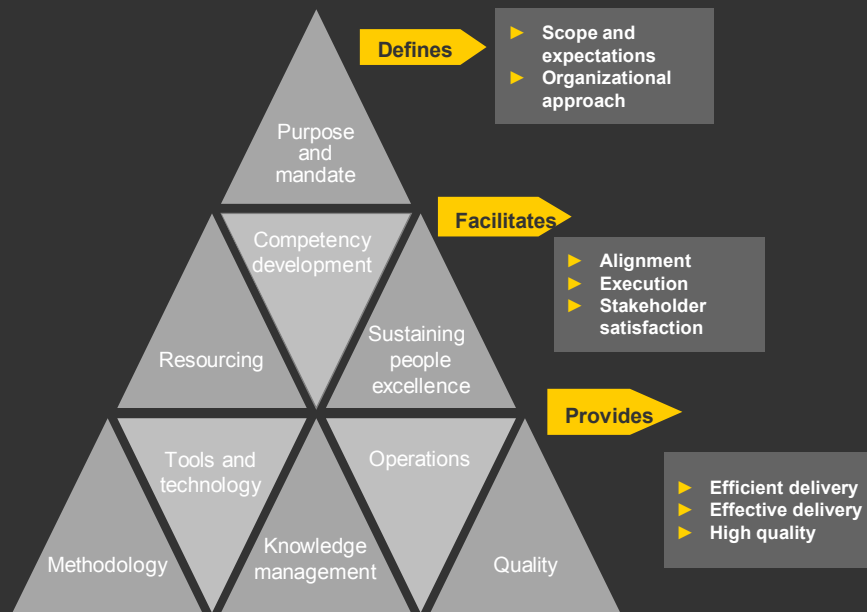 Defines
Scope and
expectations
Organizational
approach
Purpose
and
mandate
Facilitates
Competency
development
Alignment
Execution
Stakeholder
satisfaction
Resourcing
Sustaining
people
excellence
Provides
Tools and
technology
Operations
Efficient delivery
Effective delivery
High quality
Methodology
Knowledge
management
Quality